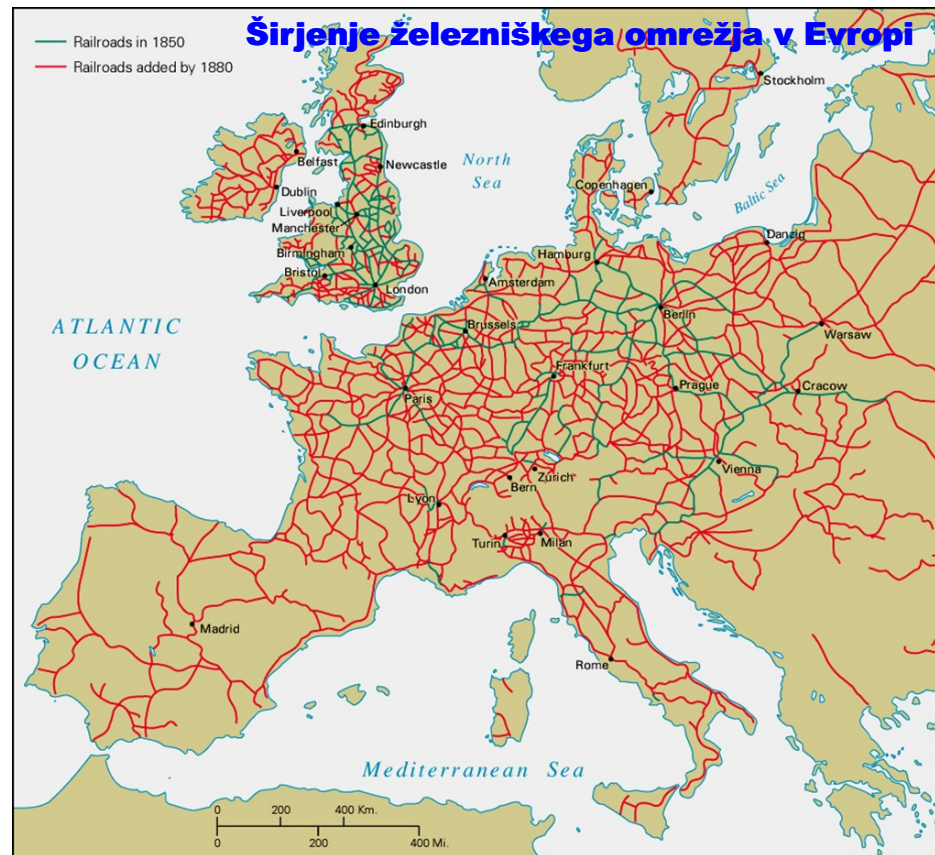 Širjenje železniškega omrežja v Evropi
Railroads in 1850
Railroads added by 1880
Stockholm
Edinburgh
Belfast
Newcastle
North
Sea
Dublin
Copenhagen
Baltic Sea
Liverpool
Manchester
Danzig
Birmingham
Hamburg
Bristol
Amsterdam
London
Berlin
ATLANTIC
OCEAN
Brussels
Warsaw
Frankfurt
Prague
Cracow
Paris
Vienna
Zürich
Bern
Lyon
Turin
Milan
Madrid
Rome
Mediterranean Sea
0 200 400 Km.
0 200 400 Mi.